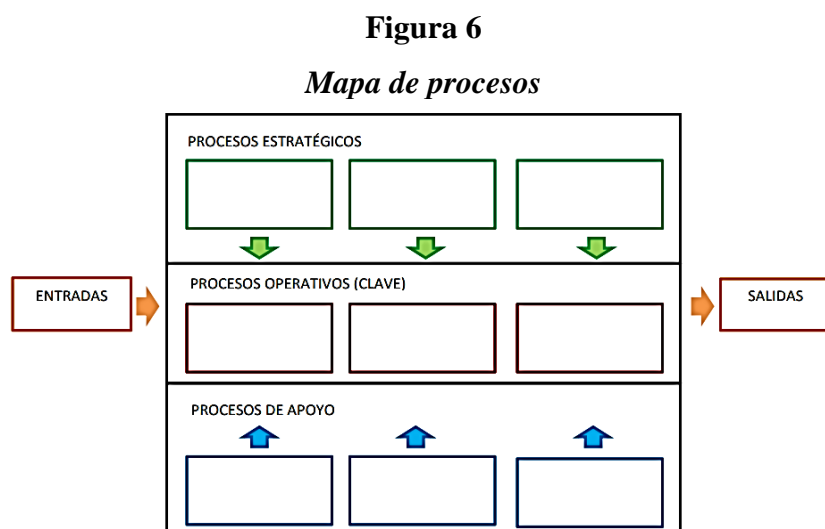 Figura 6
Mapa de procesos
PROCESOS ESTRATÉGICOS
ENTRADAS
PROCESOS OPERATIVOS (CLAVE)
SALIDAS
PROCESOS DE APOYO